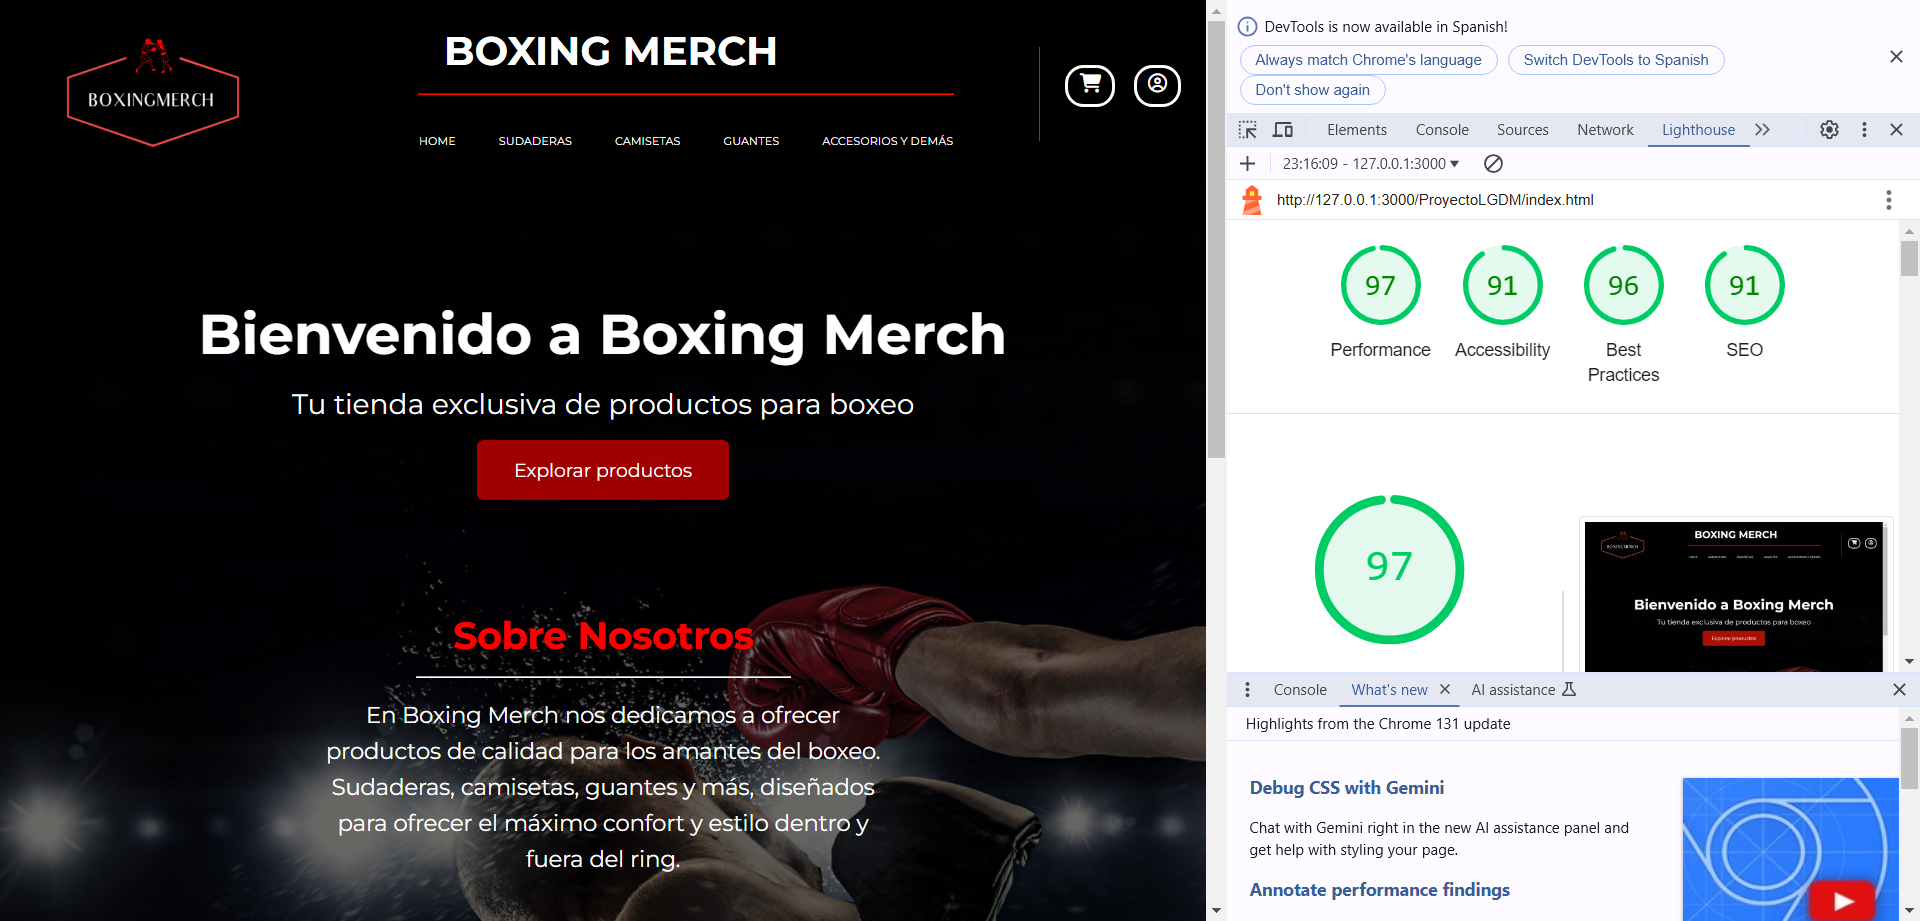 BOXINGMERCH
BOXING MERCH
HOME SUDADERAS CAMISETAS GUANTES ACCESORIOS Y DEMÁS
Bienvenido a Boxing Merch
Tu tienda exclusiva de productos para boxeo
Explorar productos
Sobre Nosotros
En Boxing Merch nos dedicamos a ofrecer
productos de calidad para los amantes del boxeo.
Sudaderas, camisetas, guantes y más, diseñados
para ofrecer el máximo confort y estilo dentro y
fuera del ring.
DevTools is now available in Spanish!
Always match Chrome's language Switch DevTools to Spanish
Don't show again
Elements Console Sources Network Lighthouse
23:16:09 - 127.0.0.1:3000
http://127.0.0.1:3000/ProyectoLGDM/index.html
97 91 96 91
Performance Accessibility Best Practices SEO
97
BOXINGMERCH
BOXING MERCH
Bienvenido a Boxing Merch
Tu tienda exclusiva de productos para boxeo
Explorar productos
Console What's new AI assistance
Highlights from the Chrome 131 update
Debug CSS with Gemini
Chat with Gemini right in the new AI assistance panel and
get help with styling your page.
Annotate performance findings